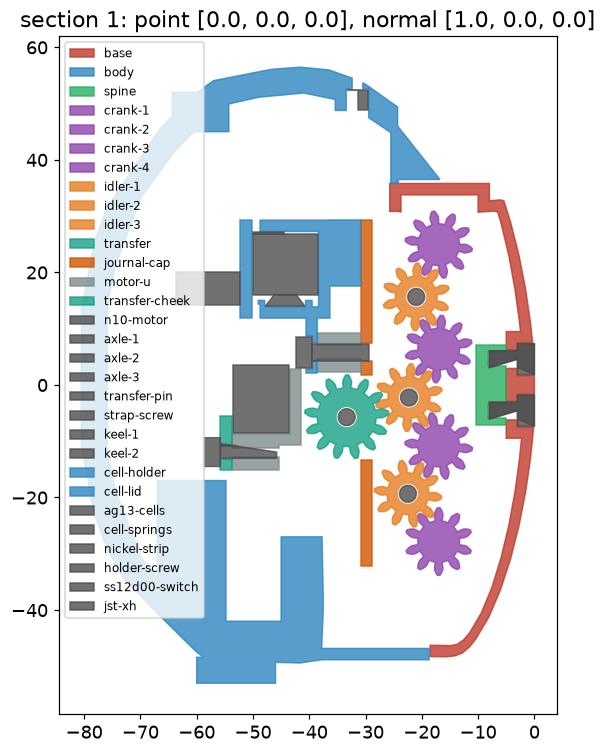 section 1: point [0.0, 0.0, 0.0], normal [1.0, 0.0, 0.0]
base
body
spine
crank-1
crank-2
crank-3
crank-4
idler-1
idler-2
idler-3
transfer
journal-cap
motor-u
transfer-cheek
n10-motor
axle-1
axle-2
axle-3
transfer-pin
strap-screw
keel-1
keel-2
cell-holder
cell-lid
ag13-cells
cell-springs
nickel-strip
holder-screw
ss12d00-switch
jst-xh
60
40
20
0
−20
−40
−80 −70 −60 −50 −40 −30 −20 −10 0